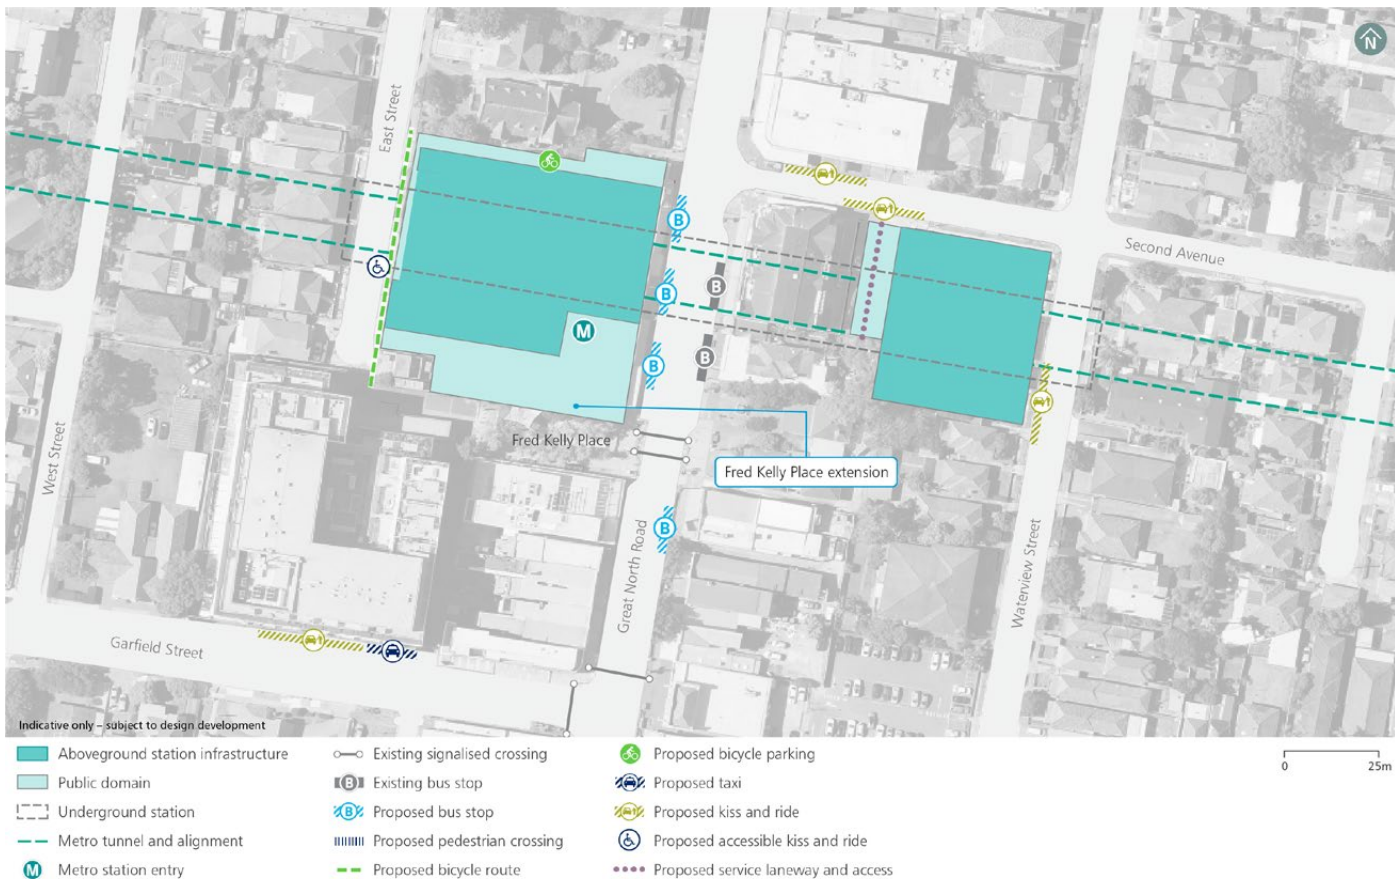 N
East Street
Second Avenue
B
B
B
M
B
B
West Street
Fred Kelly Place
Fred Kelly Place extension
B
Great North Road
Waterview Street
Garfield Street
Indicative only – subject to design development
Aboveground station infrastructure
Public domain
Underground station
Metro tunnel and alignment
M Metro station entry
Existing signalised crossing
B Existing bus stop
B Proposed bus stop
Proposed pedestrian crossing
Proposed bicycle route
Proposed bicycle parking
Proposed taxi
Proposed kiss and ride
Proposed accessible kiss and ride
Proposed service laneway and access
0 25m